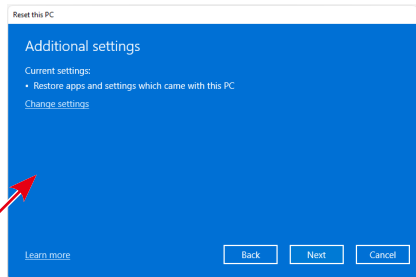 Reset this PC
Additional settings
Current settings:
• Restore apps and settings which came with this PC
Change settings
Learn more
Back
Next
Cancel